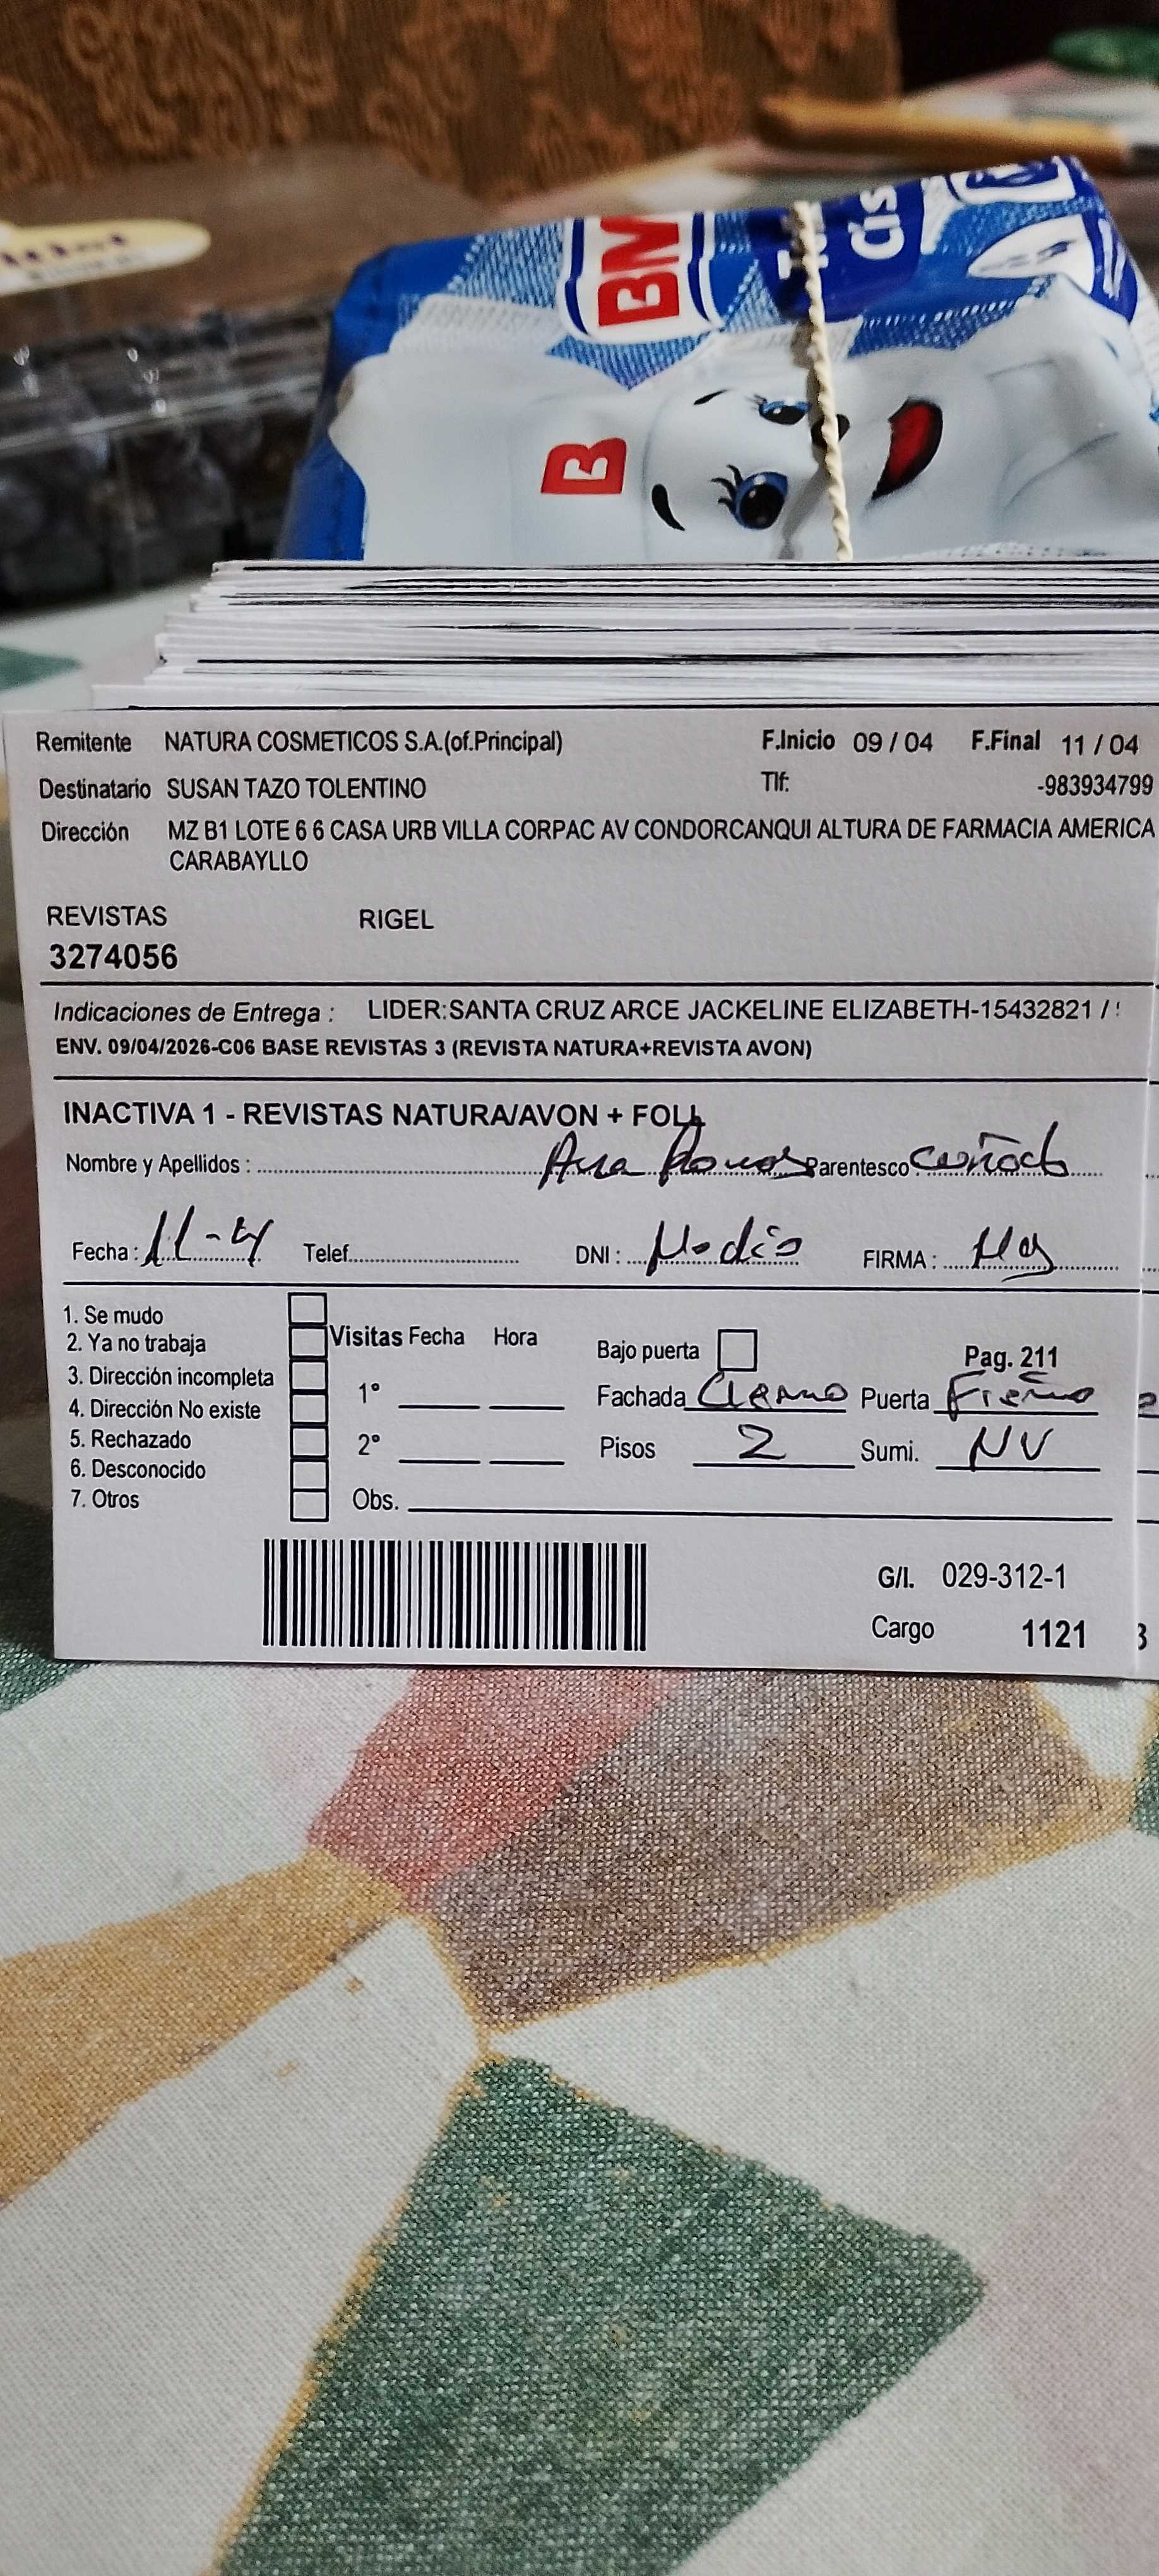 BM
B
Remitente NATURA COSMETICOS S.A.(of.Principal) F.Inicio 09 / 04 F.Final 11 / 04
Destinatario SUSAN TAZO TOLENTINO Tlf: -983934799
Dirección MZ B1 LOTE 6 6 CASA URB VILLA CORPAC AV CONDORCANQUI ALTURA DE FARMACIA AMERICA
CARABAYLLO
REVISTAS RIGEL
3274056
Indicaciones de Entrega : LIDER:SANTA CRUZ ARCE JACKELINE ELIZABETH-15432821 /
ENV. 09/04/2026-C06 BASE REVISTAS 3 (REVISTA NATURA+REVISTA AVON)
INACTIVA 1 - REVISTAS NATURA/AVON + FOLL
Nombre y Apellidos : Ana Parentesco
Fecha : 11-4 Telef. DNI : FIRMA :
1. Se mudo
2. Ya no trabaja Visitas Fecha Hora Bajo puerta Pag. 211
3. Dirección incompleta 1° Fachada Puerta Fierro
4. Dirección No existe
5. Rechazado 2° Pisos 2 Sumi. NV
6. Desconocido
7. Otros Obs.
G/I. 029-312-1
Cargo 1121